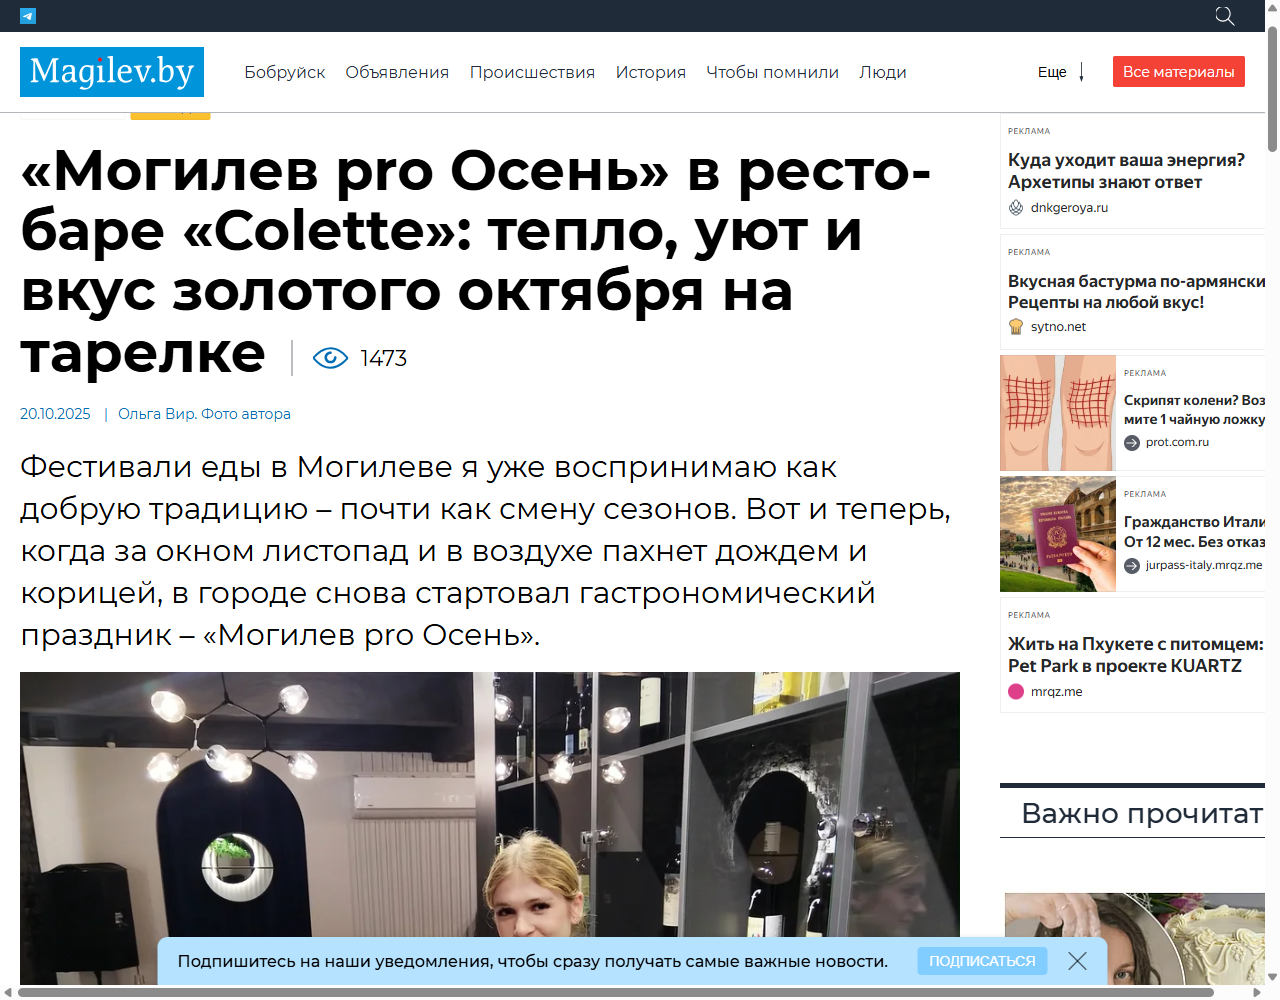 Magilev.by
Бобруйск
Объявления
Происшествия
История
Чтобы помнили
Люди
Еще
Все материалы
«Могилев pro Осень» в ресто-
баре «Colette»: тепло, уют и
вкус золотого октября на
тарелке
1473
20.10.2025 | Ольга Вир. Фото автора
Фестивали еды в Могилеве я уже воспринимаю как
добрую традицию – почти как смену сезонов. Вот и теперь,
когда за окном листопад и в воздухе пахнет дождем и
корицей, в городе снова стартовал гастрономический
праздник – «Могилев pro Осень».
РЕКЛАМА
Куда уходит ваша энергия?
Архетипы знают ответ
dnkgeroya.ru
РЕКЛАМА
Вкусная бастурма по-армянски
Рецепты на любой вкус!
sytno.net
РЕКЛАМА
Скрипят колени? Воз
мите 1 чайную ложку
prot.com.ru
РЕКЛАМА
Гражданство Итали
От 12 мес. Без отказ
jurpass-italy.mrqz.me
РЕКЛАМА
Жить на Пхукете с питомцем:
Pet Park в проекте KUARTZ
mrqz.me
Важно прочитат
Подпишитесь на наши уведомления, чтобы сразу получать самые важные новости.
ПОДПИСАТЬСЯ